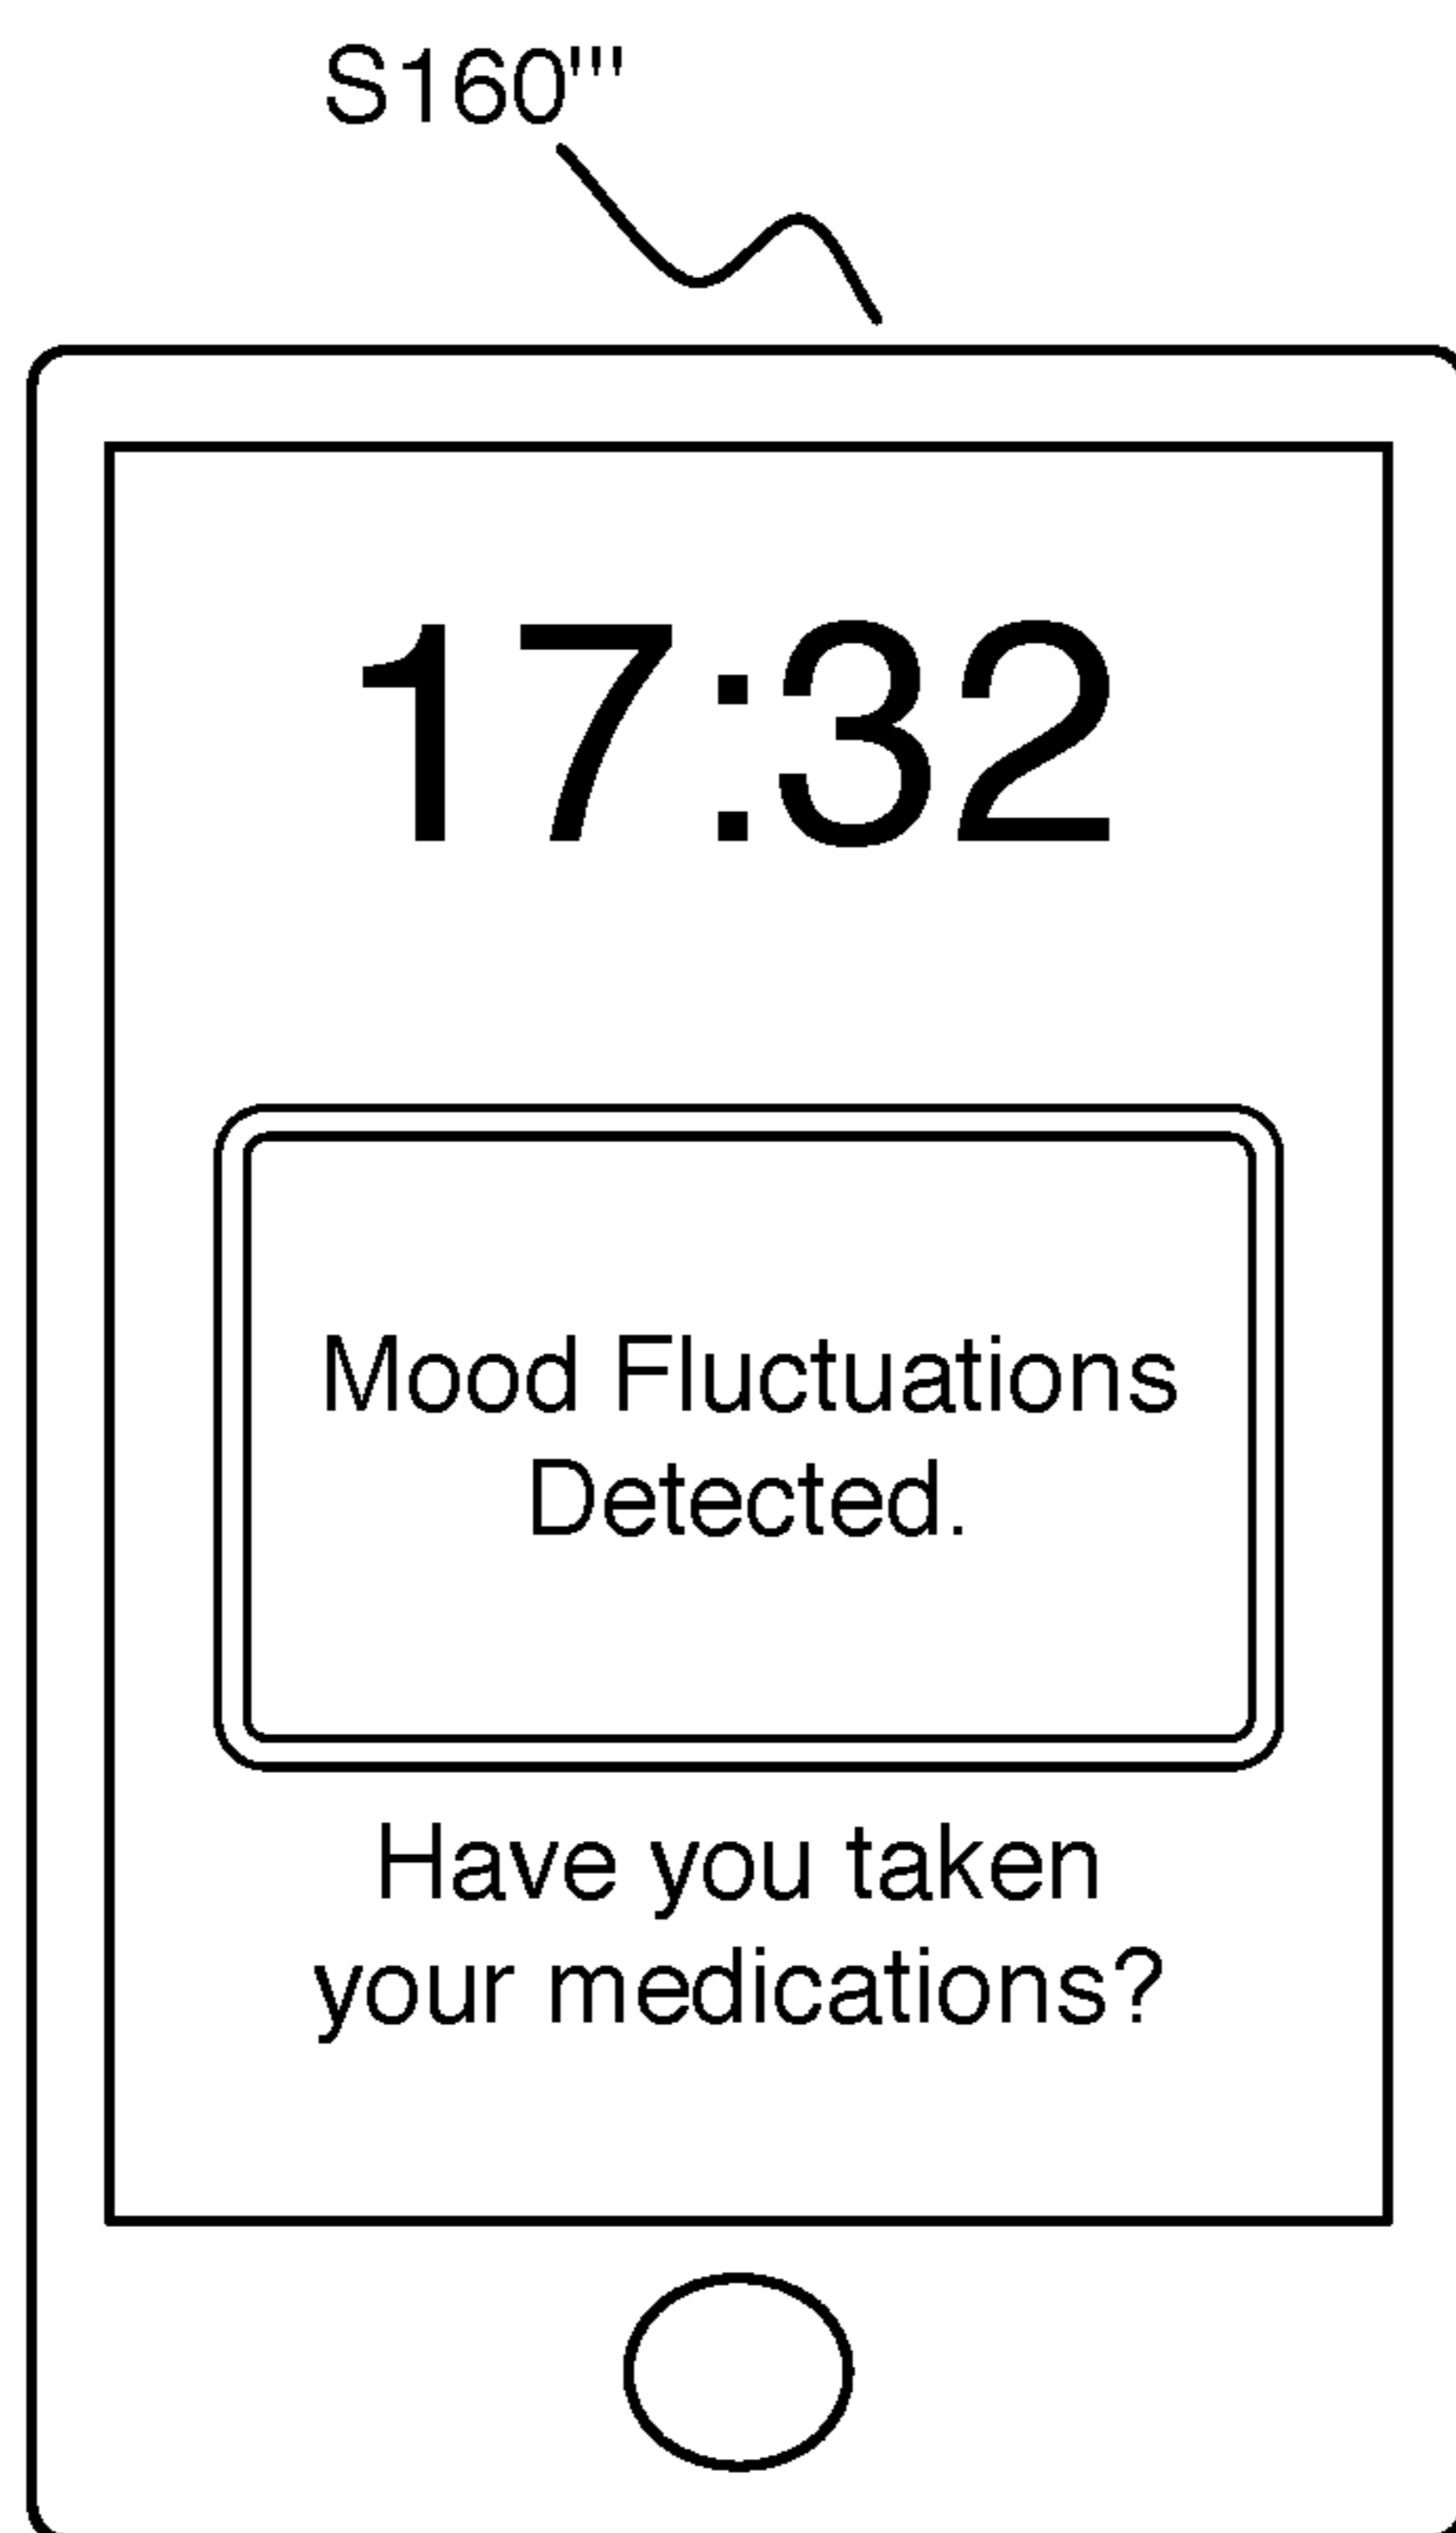 S160'''
17:32
Mood Fluctuations
Detected.
Have you taken
your medications?